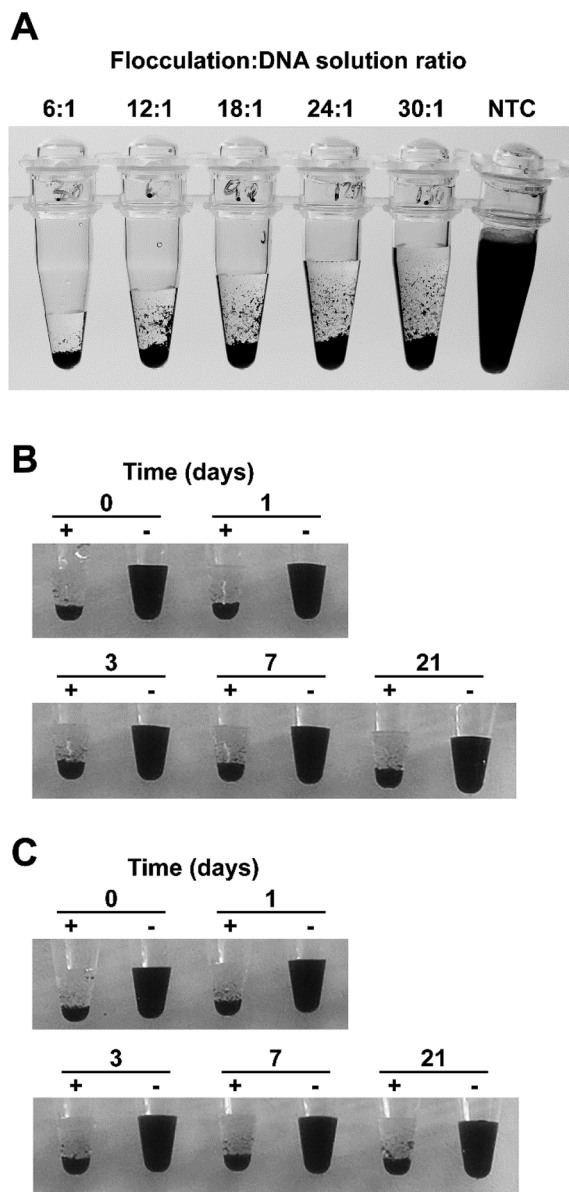 A
Flocculation:DNA solution ratio
6:1 12:1 18:1 24:1 30:1 NTC
30
B
Time (days)
0 1
+ - + -
3 7 21
+ - + - + -
C
Time (days)
0 1
+ - + -
3 7 21
+ - + - + -